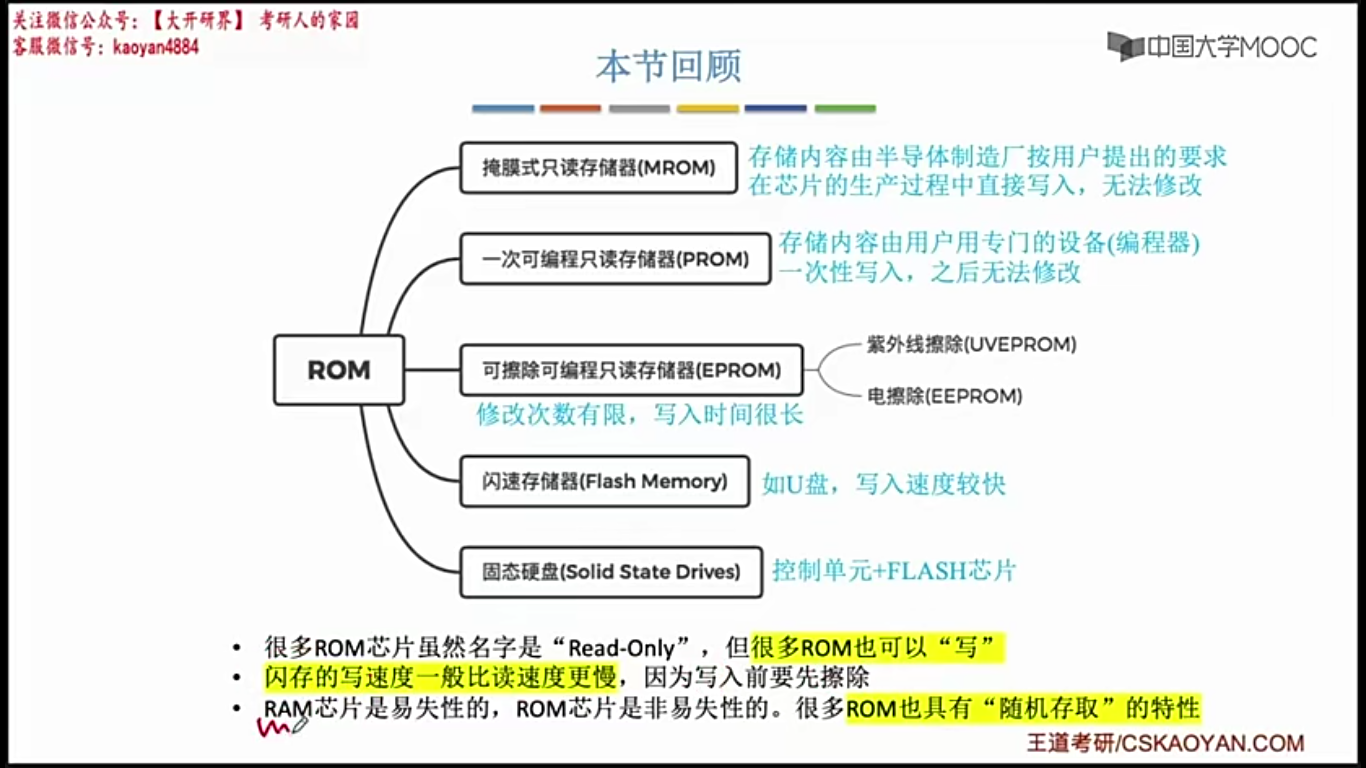 关注微信公众号：【大开研界】 考研人的家园
客服微信号：kaoyan4884
中国大学MOOC
本节回顾
掩膜式只读存储器(MROM)
存储内容由半导体制造厂按用户提出的要求
在芯片的生产过程中直接写入，无法修改
一次可编程只读存储器(PROM)
存储内容由用户用专门的设备(编程器)
一次性写入，之后无法修改
ROM
可擦除可编程只读存储器(EPROM)
紫外线擦除(UVEPROM)
电擦除(EEPROM)
修改次数有限，写入时间很长
闪速存储器(Flash Memory)
如U盘，写入速度较快
固态硬盘(Solid State Drives)
控制单元+FLASH芯片
• 很多ROM芯片虽然名字是“Read-Only”，但很多ROM也可以“写”
• 闪存的写速度一般比读速度更慢，因为写入前要先擦除
• RAM芯片是易失性的，ROM芯片是非易失性的。很多ROM也具有“随机存取”的特性
王道考研/CSKAOYAN.COM